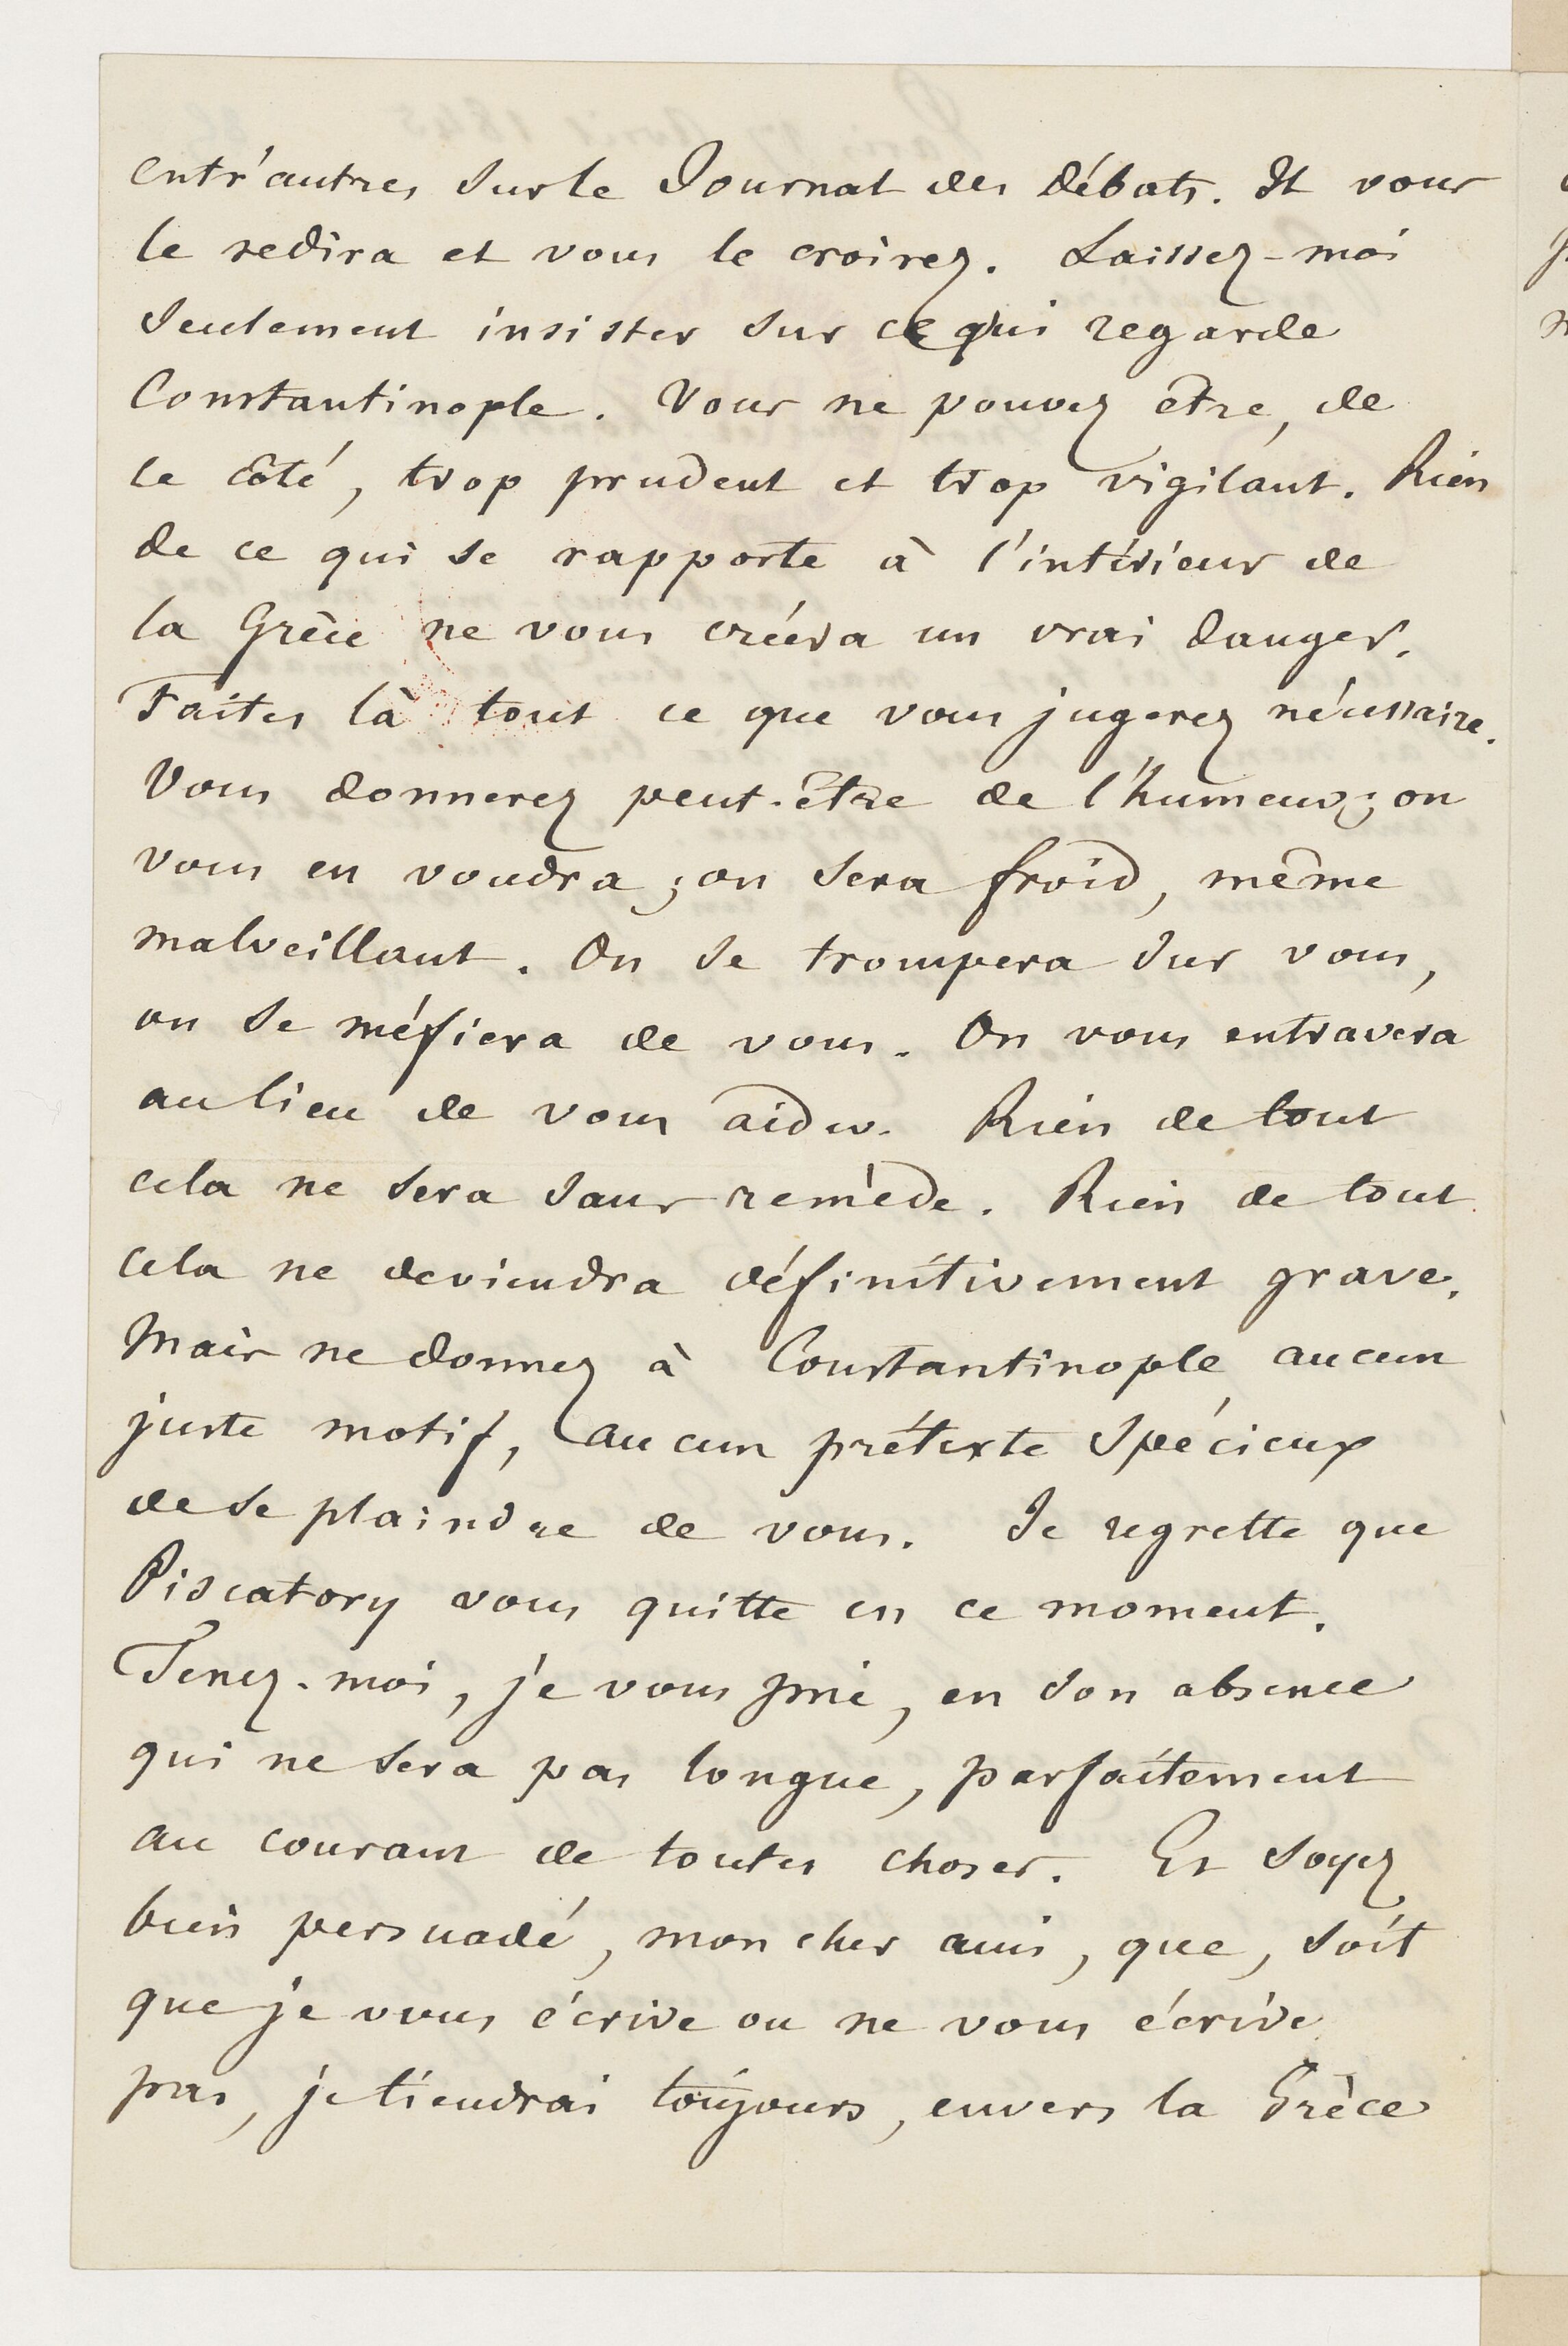 entr'autres sur le Journal des Débats. Il vous
le redira et vous le croirez. Laissez-moi
seulement insister sur ce qui regarde
Constantinople. Vous ne pouvez être, de
ce côté, trop prudent et trop vigilant. Rien
de ce qui se rapporte à l'intérieur de
la Grèce ne vous créera un vrai danger.
Faites là tout ce que vous jugerez nécessaire.
Vous donnerez peut-être de l'humeur ; on
vous en voudra ; on sera froid, même
malveillant. On se trompera sur vous,
on se méfiera de vous. On vous entravera
au lieu de vous aider. Rien de tout
cela ne sera sans remède. Rien de tout
cela ne deviendra définitivement grave.
Mais ne donnez à Constantinople aucun
juste motif, aucun prétexte spécieux
de se plaindre de vous. Je regrette que
Piscatory vous quitte en ce moment.
Tenez-moi, je vous prie, en son absence
qui ne sera pas longue, parfaitement
au courant de toutes choses. Et soyez
bien persuadé, mon cher ami, que, soit
que je vous écrive ou ne vous écrive
pas, je tiendrai toujours, envers la Grèce